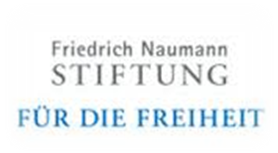 Friedrich Naumann
STIFTUNG
FÜR DIE FREIHEIT